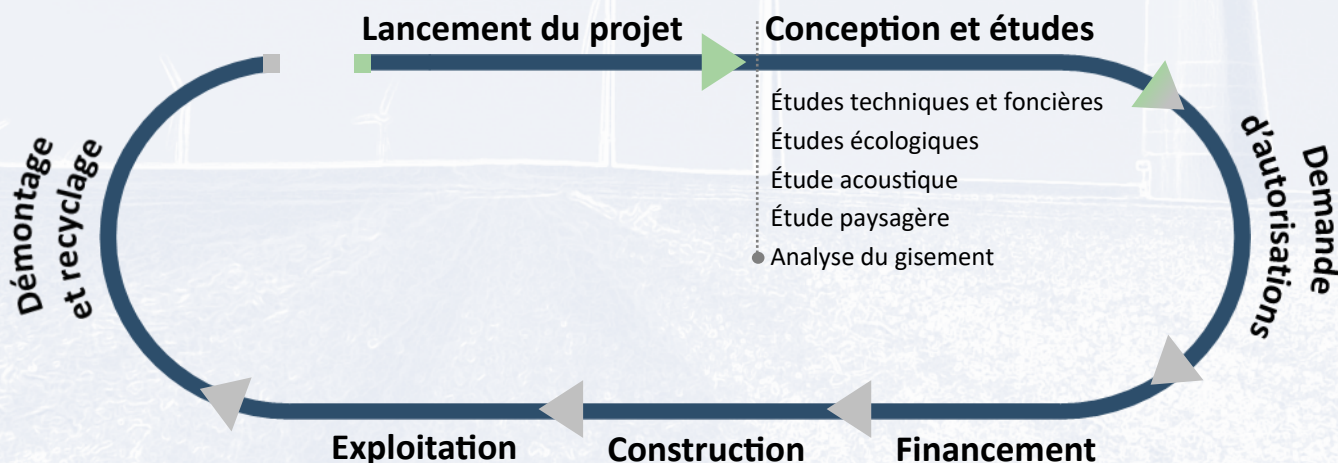 Lancement du projet
Conception et études
Études techniques et foncières
Études écologiques
Étude acoustique
Étude paysagère
Analyse du gisement
Demande
d'autorisations
Financement
Construction
Exploitation
Démontage
et recyclage